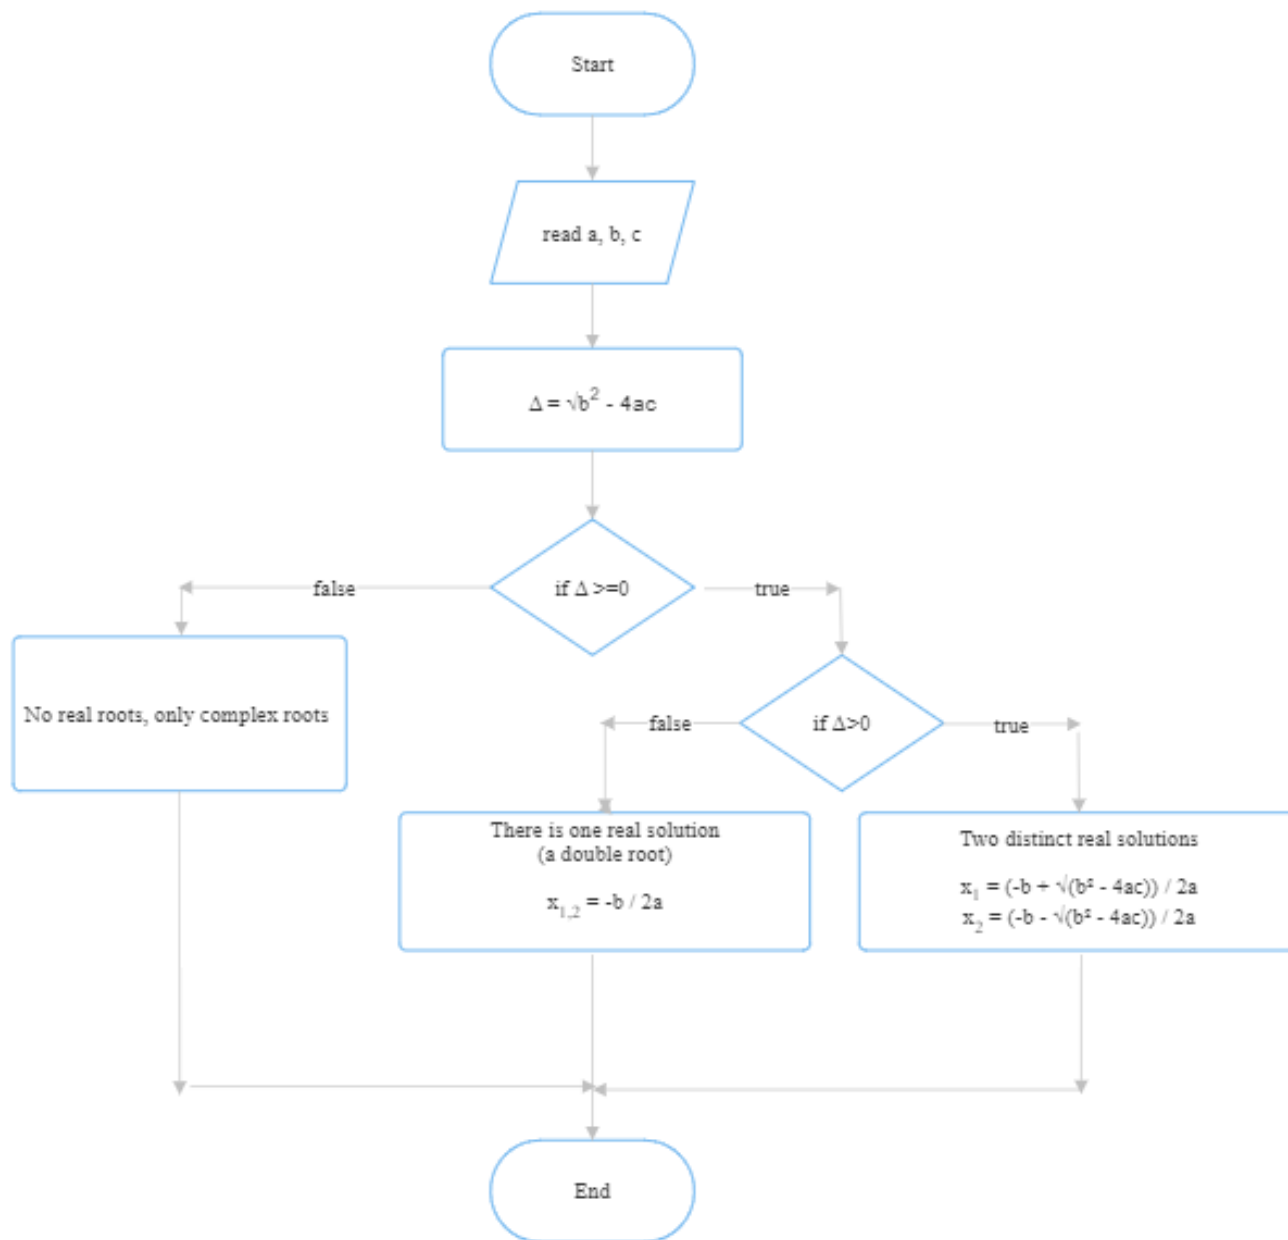 Start
read a, b, c
Δ = √b² - 4ac
if Δ >=0
false
true
No real roots, only complex roots
if Δ>0
false
true
There is one real solution
(a double root)
x₁,₂ = -b / 2a
Two distinct real solutions
x₁ = (-b + √(b² - 4ac)) / 2a
x₂ = (-b - √(b² - 4ac)) / 2a
End